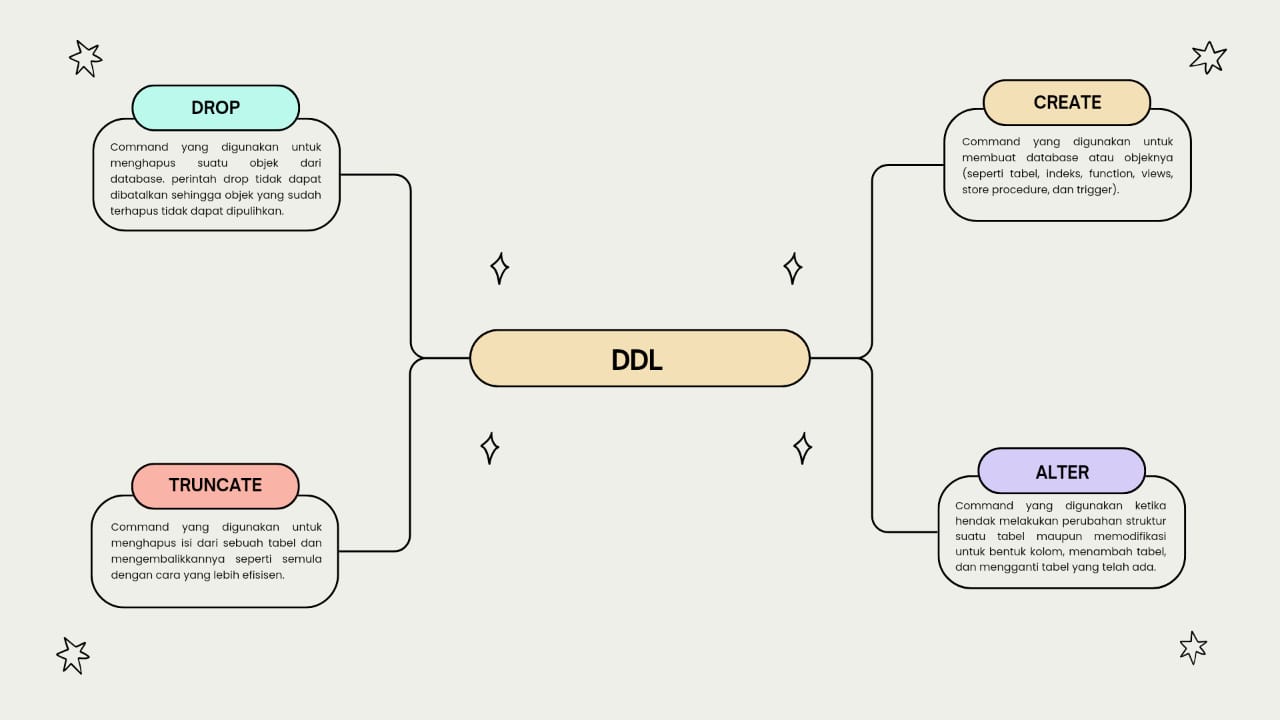 DROP
Command yang digunakan untuk
menghapus suatu objek dari
database. perintah drop tidak dapat
dibatalkan sehingga objek yang sudah
terhapus tidak dapat dipulihkan.
CREATE
Command yang digunakan untuk
membuat database atau objeknya
(seperti tabel, indeks, function, views,
store procedure, dan trigger).
DDL
TRUNCATE
Command yang digunakan untuk
menghapus isi dari sebuah tabel dan
mengembalikkannya seperti semula
dengan cara yang lebih efisisen.
ALTER
Command yang digunakan ketika
hendak melakukan perubahan struktur
suatu tabel maupun memodifikasi
untuk bentuk kolom, menambah tabel,
dan mengganti tabel yang telah ada.